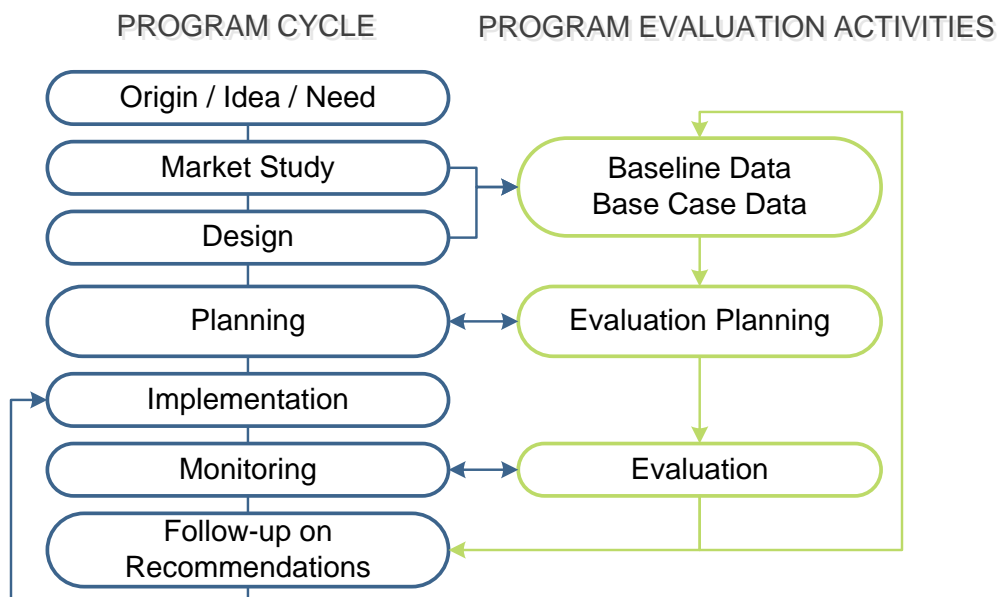 PROGRAM CYCLE
Origin / Idea / Need
Market Study
Design
Planning
Implementation
Monitoring
Follow-up on
Recommendations
PROGRAM EVALUATION ACTIVITIES
Baseline Data
Base Case Data
Evaluation Planning
Evaluation